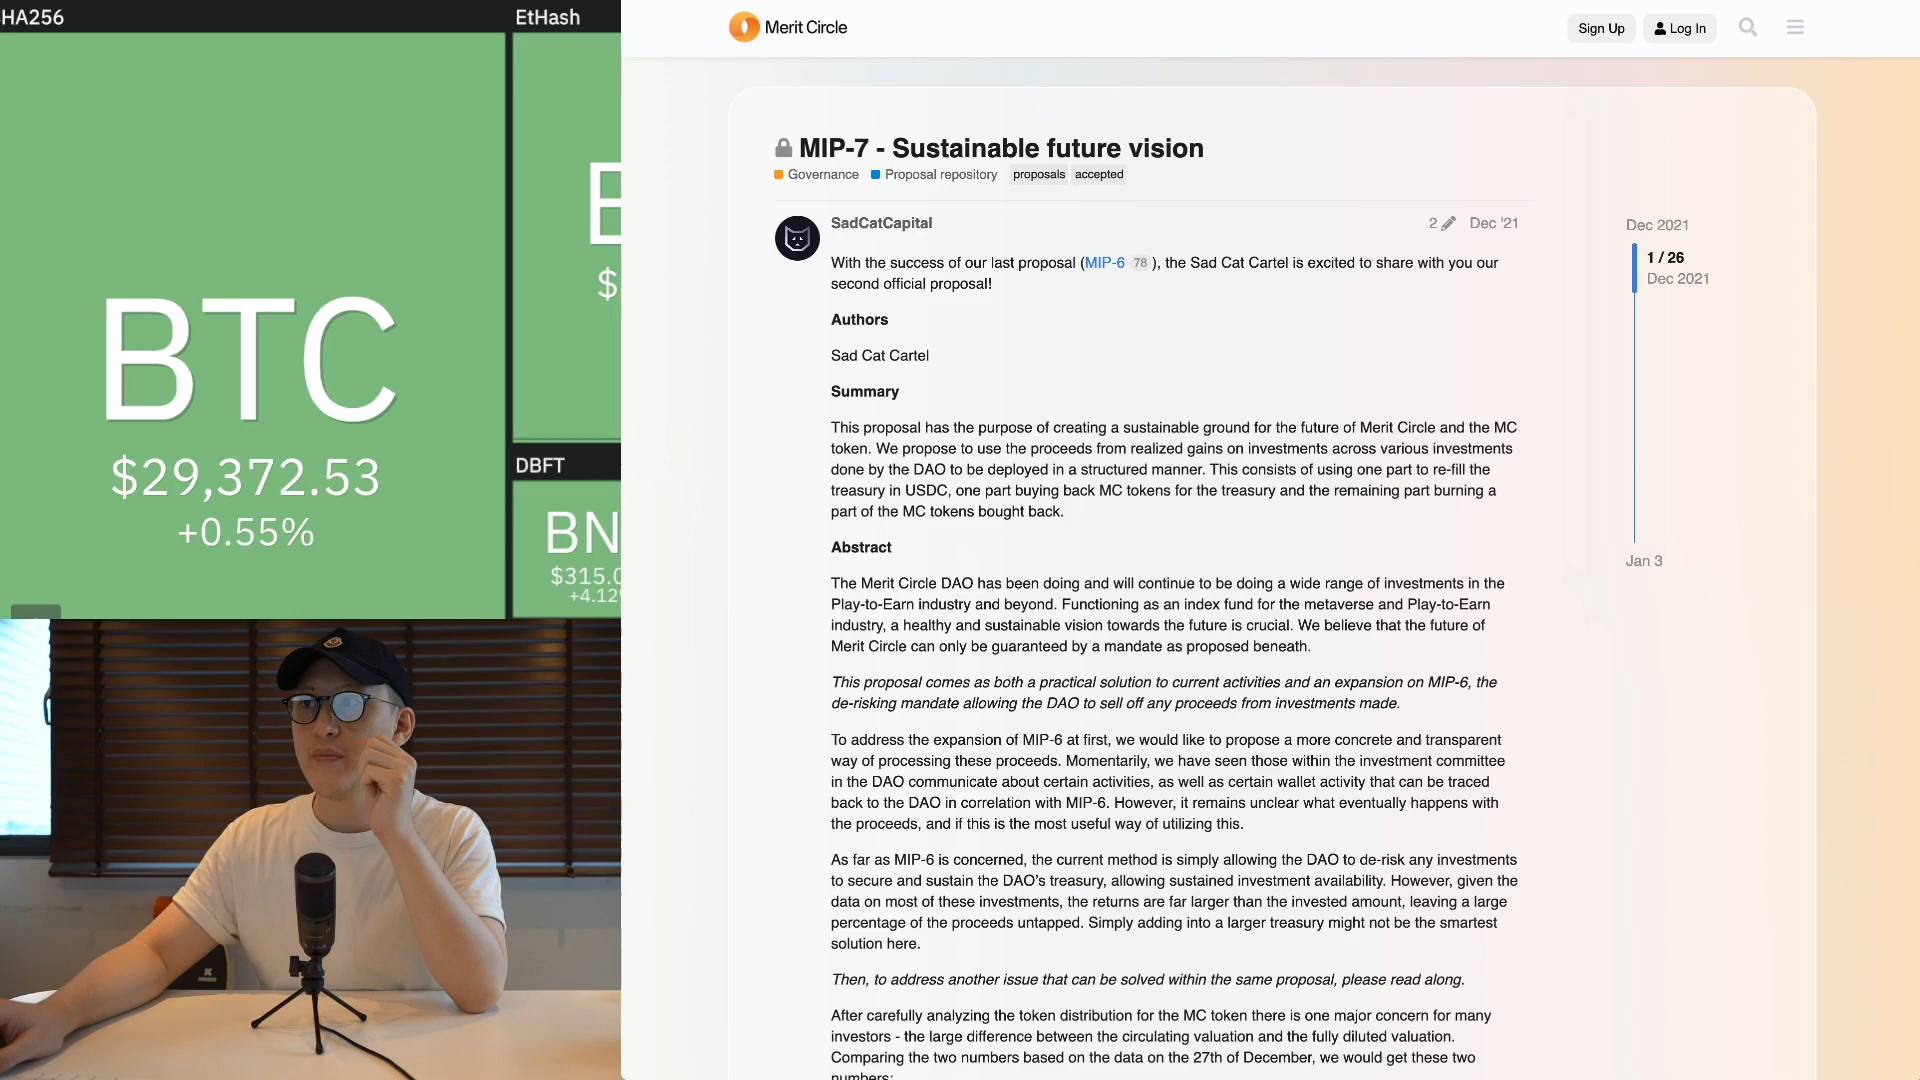 HA256
EtHash
BTC
$29,372.53
+0.55%
$
DBFT
BN
$315.0
+4.12
Merit Circle
Sign Up
Log In
MIP-7 - Sustainable future vision
Governance
Proposal repository
proposals
accepted
SadCatCapital
2
Dec '21
With the success of our last proposal (MIP-6 78 ), the Sad Cat Cartel is excited to share with you our
second official proposal!
Authors
Sad Cat Cartel
Summary
This proposal has the purpose of creating a sustainable ground for the future of Merit Circle and the MC
token. We propose to use the proceeds from realized gains on investments across various investments
done by the DAO to be deployed in a structured manner. This consists of using one part to re-fill the
treasury in USDC, one part buying back MC tokens for the treasury and the remaining part burning a
part of the MC tokens bought back.
Abstract
The Merit Circle DAO has been doing and will continue to be doing a wide range of investments in the
Play-to-Earn industry and beyond. Functioning as an index fund for the metaverse and Play-to-Earn
industry, a healthy and sustainable vision towards the future is crucial. We believe that the future of
Merit Circle can only be guaranteed by a mandate as proposed beneath.
This proposal comes as both a practical solution to current activities and an expansion on MIP-6, the
de-risking mandate allowing the DAO to sell off any proceeds from investments made.
To address the expansion of MIP-6 at first, we would like to propose a more concrete and transparent
way of processing these proceeds. Momentarily, we have seen those within the investment committee
in the DAO communicate about certain activities, as well as certain wallet activity that can be traced
back to the DAO in correlation with MIP-6. However, it remains unclear what eventually happens with
the proceeds, and if this is the most useful way of utilizing this.
As far as MIP-6 is concerned, the current method is simply allowing the DAO to de-risk any investments
to secure and sustain the DAO's treasury, allowing sustained investment availability. However, given the
data on most of these investments, the returns are far larger than the invested amount, leaving a large
percentage of the proceeds untapped. Simply adding into a larger treasury might not be the smartest
solution here.
Then, to address another issue that can be solved within the same proposal, please read along.
After carefully analyzing the token distribution for the MC token there is one major concern for many
investors - the large difference between the circulating valuation and the fully diluted valuation.
Comparing the two numbers based on the data on the 27th of December, we would get these two
numbers:
Dec 2021
1 / 26
Dec 2021
Jan 3